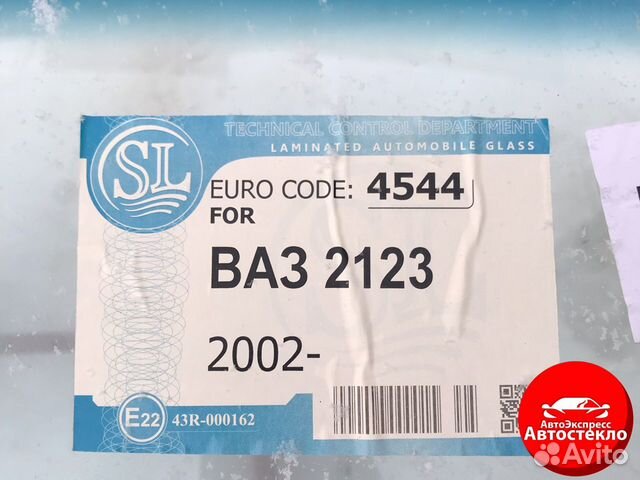 TECHNICAL CONTROL DEPARTMENT
LAMINATED AUTOMOBILE GLASS
SL
EURO CODE: 4544
FOR
ВАЗ 2123
2002-
E22 43R-000162
АвтоЭкспресс
Автостекло
Avito